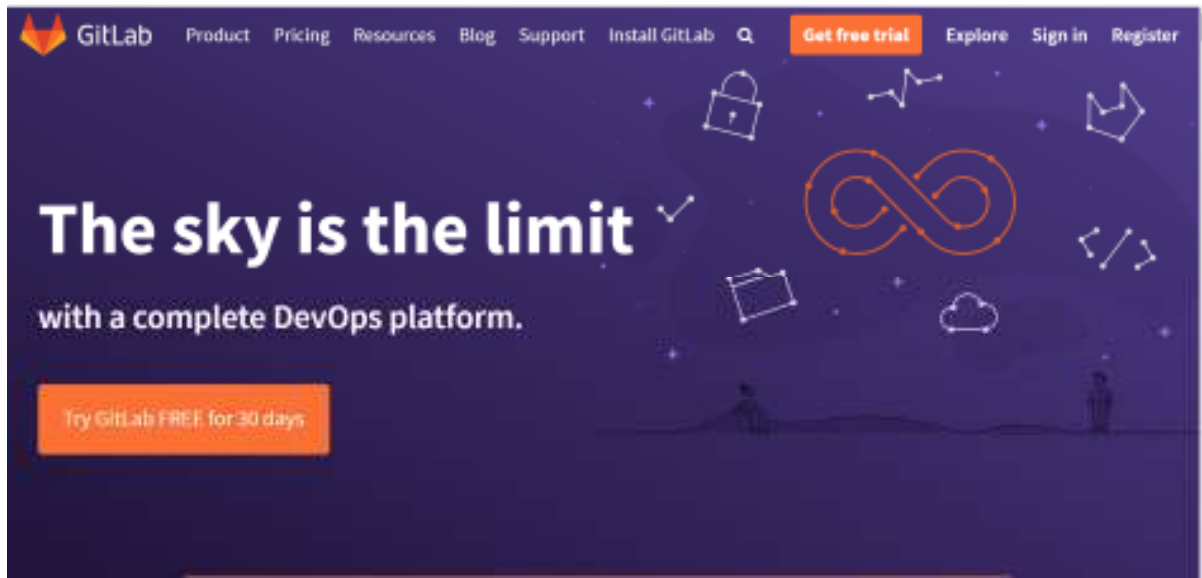 GitLab Product Pricing Resources Blog Support Install GitLab Get free trial Explore Sign in Register
The sky is the limit
with a complete DevOps platform.
Try GitLab FREE for 30 days